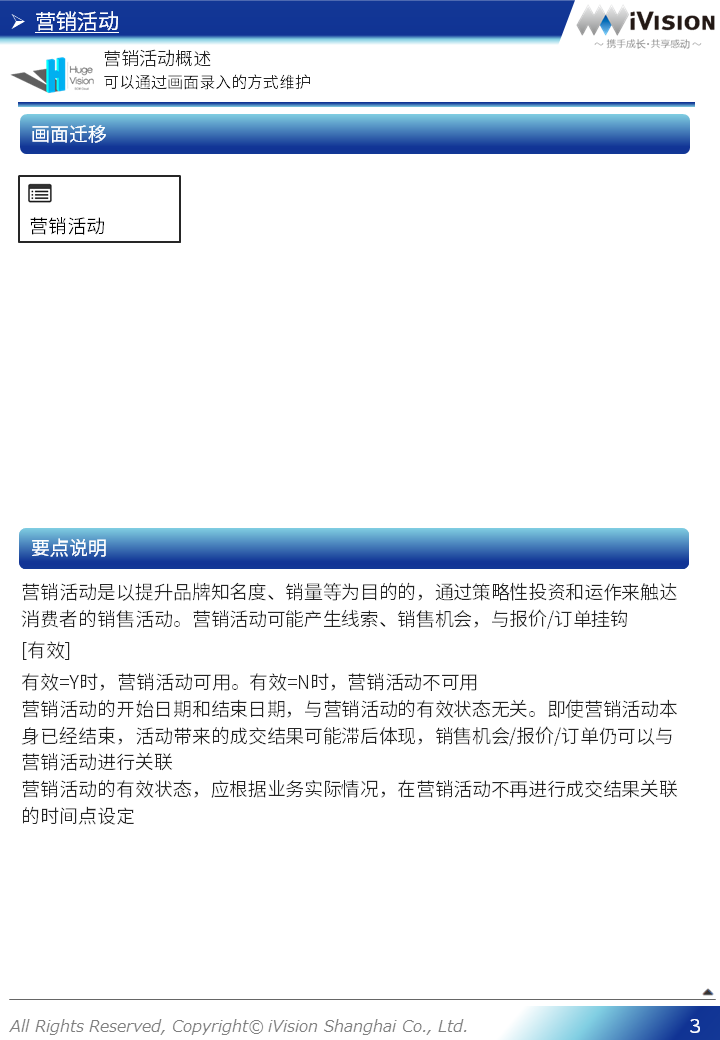 营销活动
iVISION
～ 携手成长·共享感动 ～
Huge
Vision
营销活动概述
可以通过画面录入的方式维护
画面迁移
营销活动
要点说明
营销活动是以提升品牌知名度、销量等为目的的，通过策略性投资和运作来触达
消费者的销售活动。营销活动可能产生线索、销售机会，与报价/订单挂钩
[有效]
有效=Y时，营销活动可用。有效=N时，营销活动不可用
营销活动的开始日期和结束日期，与营销活动的有效状态无关。即使营销活动本
身已经结束，活动带来的成交结果可能滞后体现，销售机会/报价/订单仍可以与
营销活动进行关联
营销活动的有效状态，应根据业务实际情况，在营销活动不再进行成交结果关联
的时间点设定
All Rights Reserved, Copyright© iVision Shanghai Co., Ltd.
3